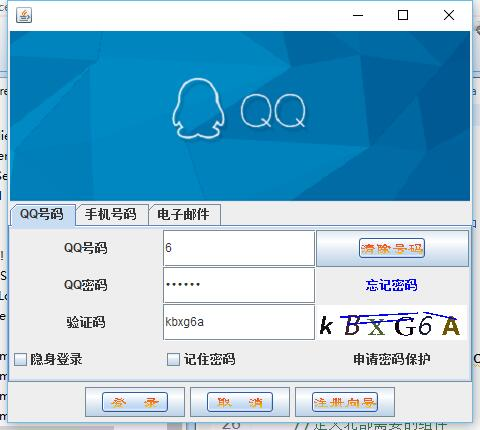 QQ
QQ号码 手机号码 电子邮件
QQ号码 6 清除号码
QQ密码 •••••• 忘记密码
验证码 kbxg6a k B X G 6 A
隐身登录 记住密码 申请密码保护
登 录 取 消 注册向导
26